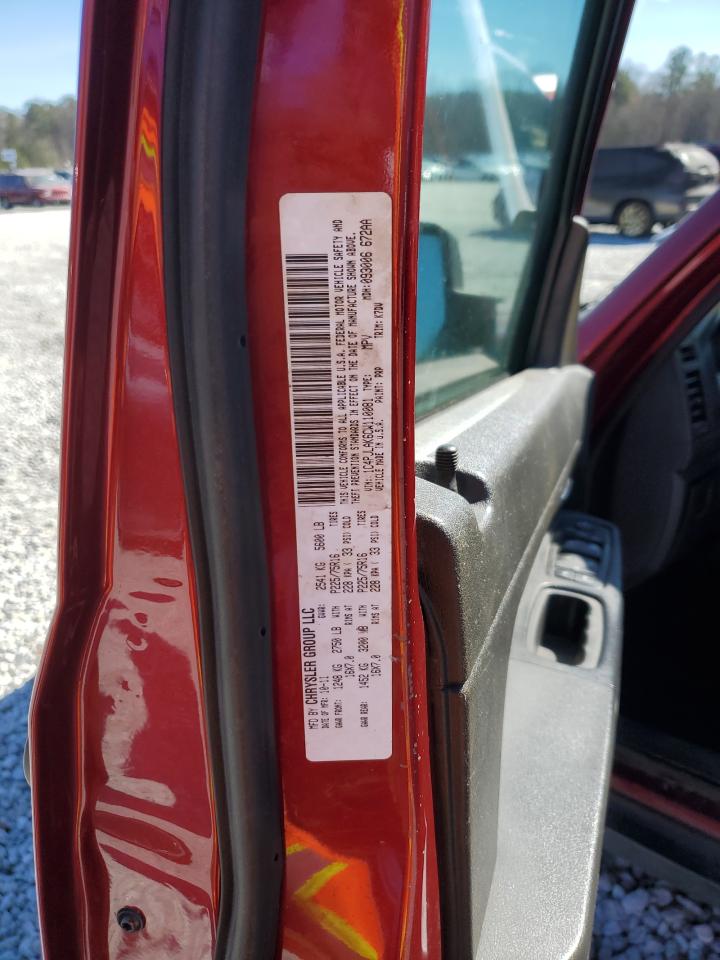 MFD BY CHRYSLER GROUP LLC
DATE OF MFR: 10-11 GVWR: 2541 KG 5600 LB
GAWR FRONT: 1248 KG 2750 LB WITH P225/75R16 TIRES
16X7.0 RIMS AT 228 KPA ( 33 PSI) COLD
GAWR REAR: 1452 KG 3200 LB WITH P225/75R16 TIRES
16X7.0 RIMS AT 228 KPA ( 33 PSI) COLD
THIS VEHICLE CONFORMS TO ALL APPLICABLE U.S.A. FEDERAL MOTOR VEHICLE SAFETY AND
THEFT PREVENTION STANDARDS IN EFFECT ON THE DATE OF MANUFACTURE SHOWN ABOVE.
VIN: 1C4PJLAK6CW110081 TYPE: MPV MDH:093006 672AA
VEHICLE MADE IN U.S.A. PAINT: PRP TRIM: K7DV